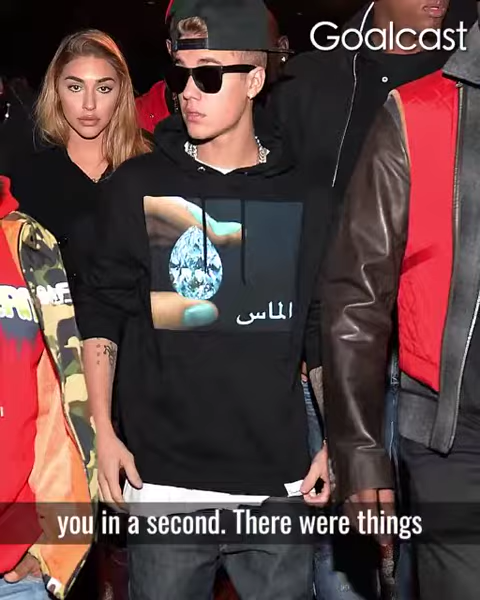 Goalcast
الماس
you in a second. There were things